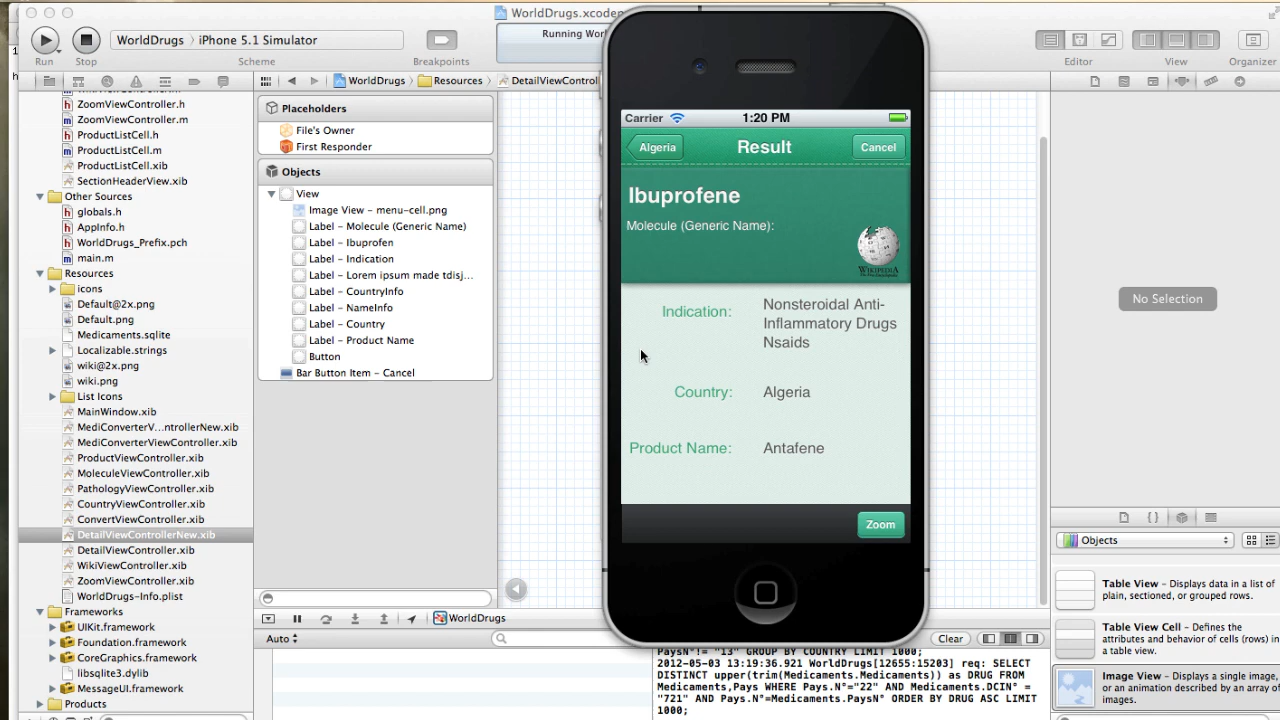 WorldDrugs.xcodep
WorldDrugs > iPhone 5.1 Simulator
Running Wo
Run
Stop
Scheme
Breakpoints
Editor
View
Organizer
WorldDrugs
Resources
DetailViewControl
ZoomViewController.h
ZoomViewController.m
ProductListCell.h
ProductListCell.m
ProductListCell.xib
SectionHeaderView.xib
Other Sources
globals.h
AppInfo.h
WorldDrugs_Prefix.pch
main.m
Resources
icons
Default@2x.png
Default.png
Medicaments.sqlite
Localizable.strings
wiki@2x.png
wiki.png
List Icons
MainWindow.xib
MediConverterV...ntrollerNew.xib
MediConverterViewController.xib
ProductViewController.xib
MoleculeViewController.xib
PathologyViewController.xib
CountryViewController.xib
ConvertViewController.xib
DetailViewControllerNew.xib
DetailViewController.xib
WikiViewController.xib
ZoomViewController.xib
WorldDrugs-Info.plist
Frameworks
UIKit.framework
Foundation.framework
CoreGraphics.framework
libsqlite3.dylib
MessageUI.framework
Products
Placeholders
File's Owner
First Responder
Objects
View
Image View – menu-cell.png
Label – Molecule (Generic Name)
Label – Ibuprofen
Label – Indication
Label – Lorem ipsum made tdisj...
Label – CountryInfo
Label – NameInfo
Label – Country
Label – Product Name
Button
Bar Button Item – Cancel
Carrier
1:20 PM
Algeria
Result
Cancel
Ibuprofene
Molecule (Generic Name):
WIKIPEDIA
Indication:
Nonsteroidal Anti-
Inflammatory Drugs
Nsaids
Country:
Algeria
Product Name:
Antafene
Zoom
WorldDrugs
Auto
Clear
PaysN°!= "13" GROUP BY COUNTRY LIMIT
1000;
2012-05-03 13:19:36.921 WorldDrugs[12655:15203] req: SELECT
DISTINCT upper(trim(Medicaments.Medicaments)) as DRUG FROM
Medicaments,Pays WHERE Pays.N°="22" AND Medicaments.DCIN° =
"721" AND Pays.N°=Medicaments.PaysN° ORDER BY DRUG ASC LIMIT
1000;
No Selection
Objects
Table View – Displays data in a list of
plain, sectioned, or grouped rows.
Table View Cell – Defines the
attributes and behavior of cells (rows) in
a table view.
Image View – Displays a single image,
or an animation described by an array of
images.